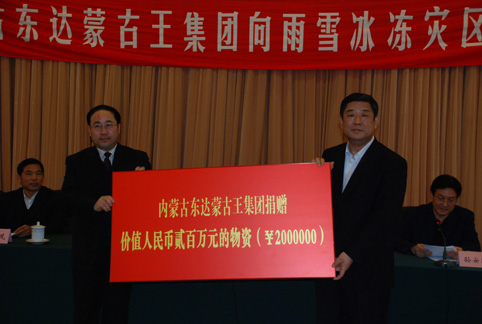 古东达蒙古王集团向雨雪冰冻灾区
内蒙古东达蒙古王集团捐赠
价值人民币贰百万元的物资（￥2000000）